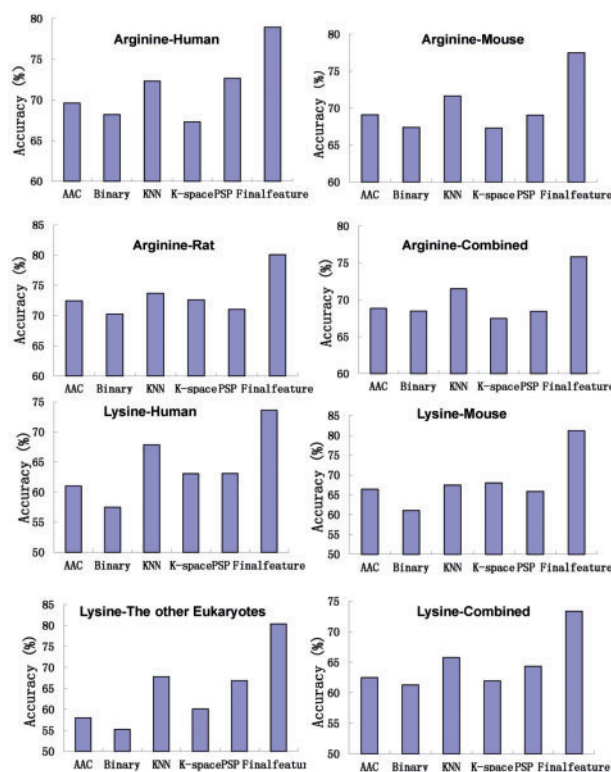 Arginine-Human
Accuracy (%)
80
75
70
65
60
AAC Binary KNN K-space PSP Finalfeature
Arginine-Mouse
Accuracy (%)
80
75
70
65
60
AAC Binary KNN K-space PSP Finalfeature
Arginine-Rat
Accuracy (%)
85
80
75
70
65
60
AAC Binary KNN K-space PSP Finalfeature
Arginine-Combined
Accuracy (%)
80
75
70
65
60
AAC Binary KNN K-space PSP Finalfeature
Lysine-Human
Accuracy (%)
75
70
65
60
55
50
AAC Binary KNN K-space PSP Finalfeature
Lysine-Mouse
Accuracy (%)
85
80
75
70
65
60
55
50
AAC Binary KNN K-space PSP Finalfeature
Lysine-The other Eukaryotes
Accuracy (%)
85
80
75
70
65
60
55
50
AAC Binary KNN K-space PSP Finalfeature
Lysine-Combined
Accuracy (%)
75
70
65
60
55
50
AAC Binary KNN K-space PSP Finalfeature